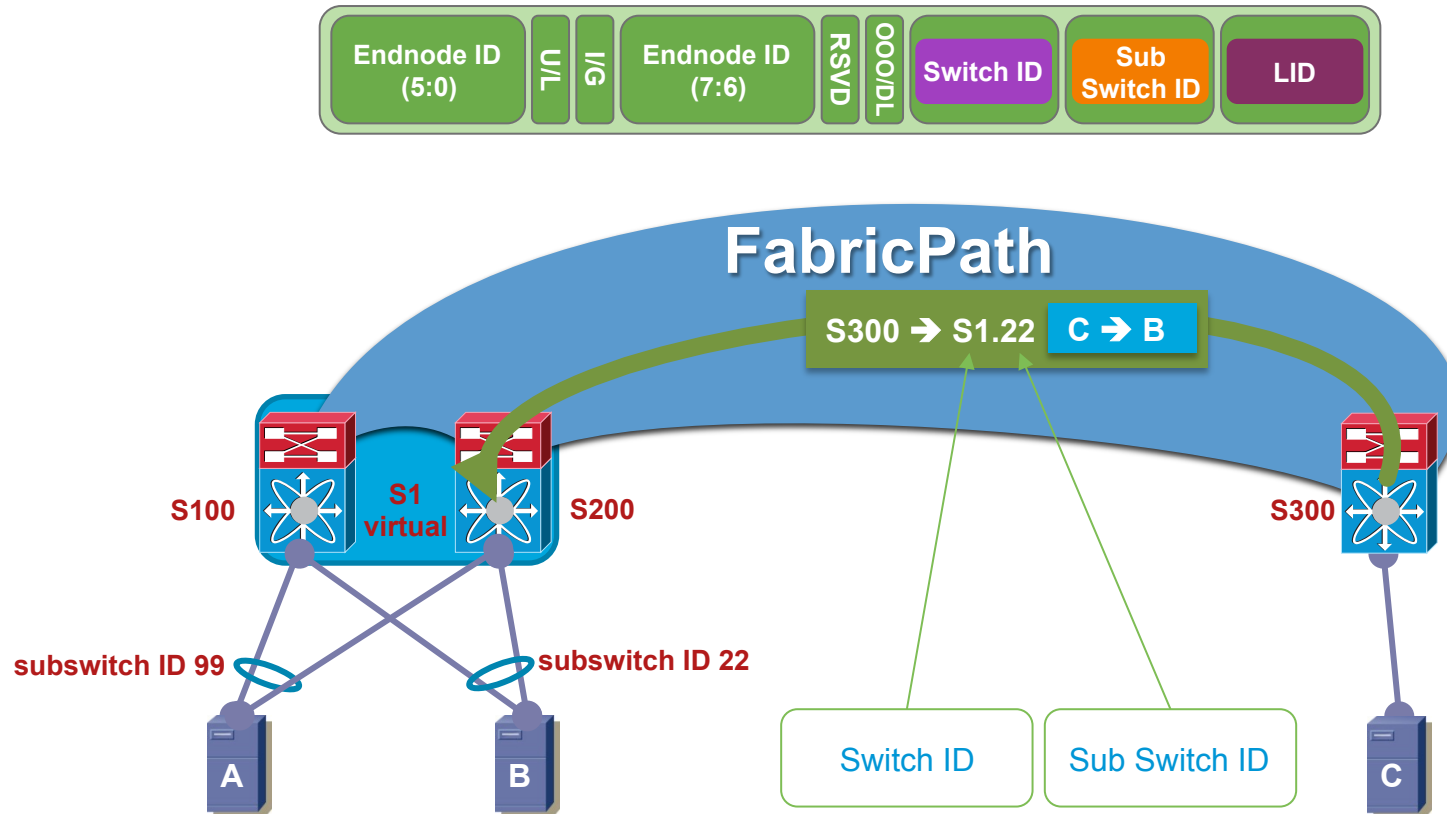 Endnode ID
(5:0)
U/L
I/G
Endnode ID
(7:6)
RSVD
OOO/DL
Switch ID
Sub
Switch ID
LID
FabricPath
S300 ➔ S1.22
C ➔ B
S100
S1
virtual
S200
S300
subswitch ID 99
subswitch ID 22
A
B
Switch ID
Sub Switch ID
C